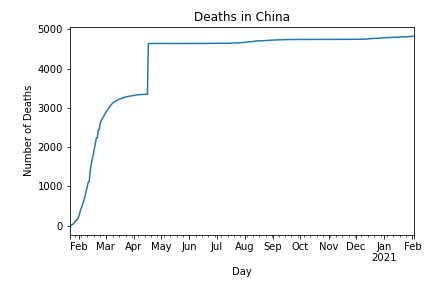 Deaths in China
Number of Deaths
5000
4000
3000
2000
1000
0
Feb Mar Apr May Jun Jul Aug Sep Oct Nov Dec Jan Feb
2021
Day